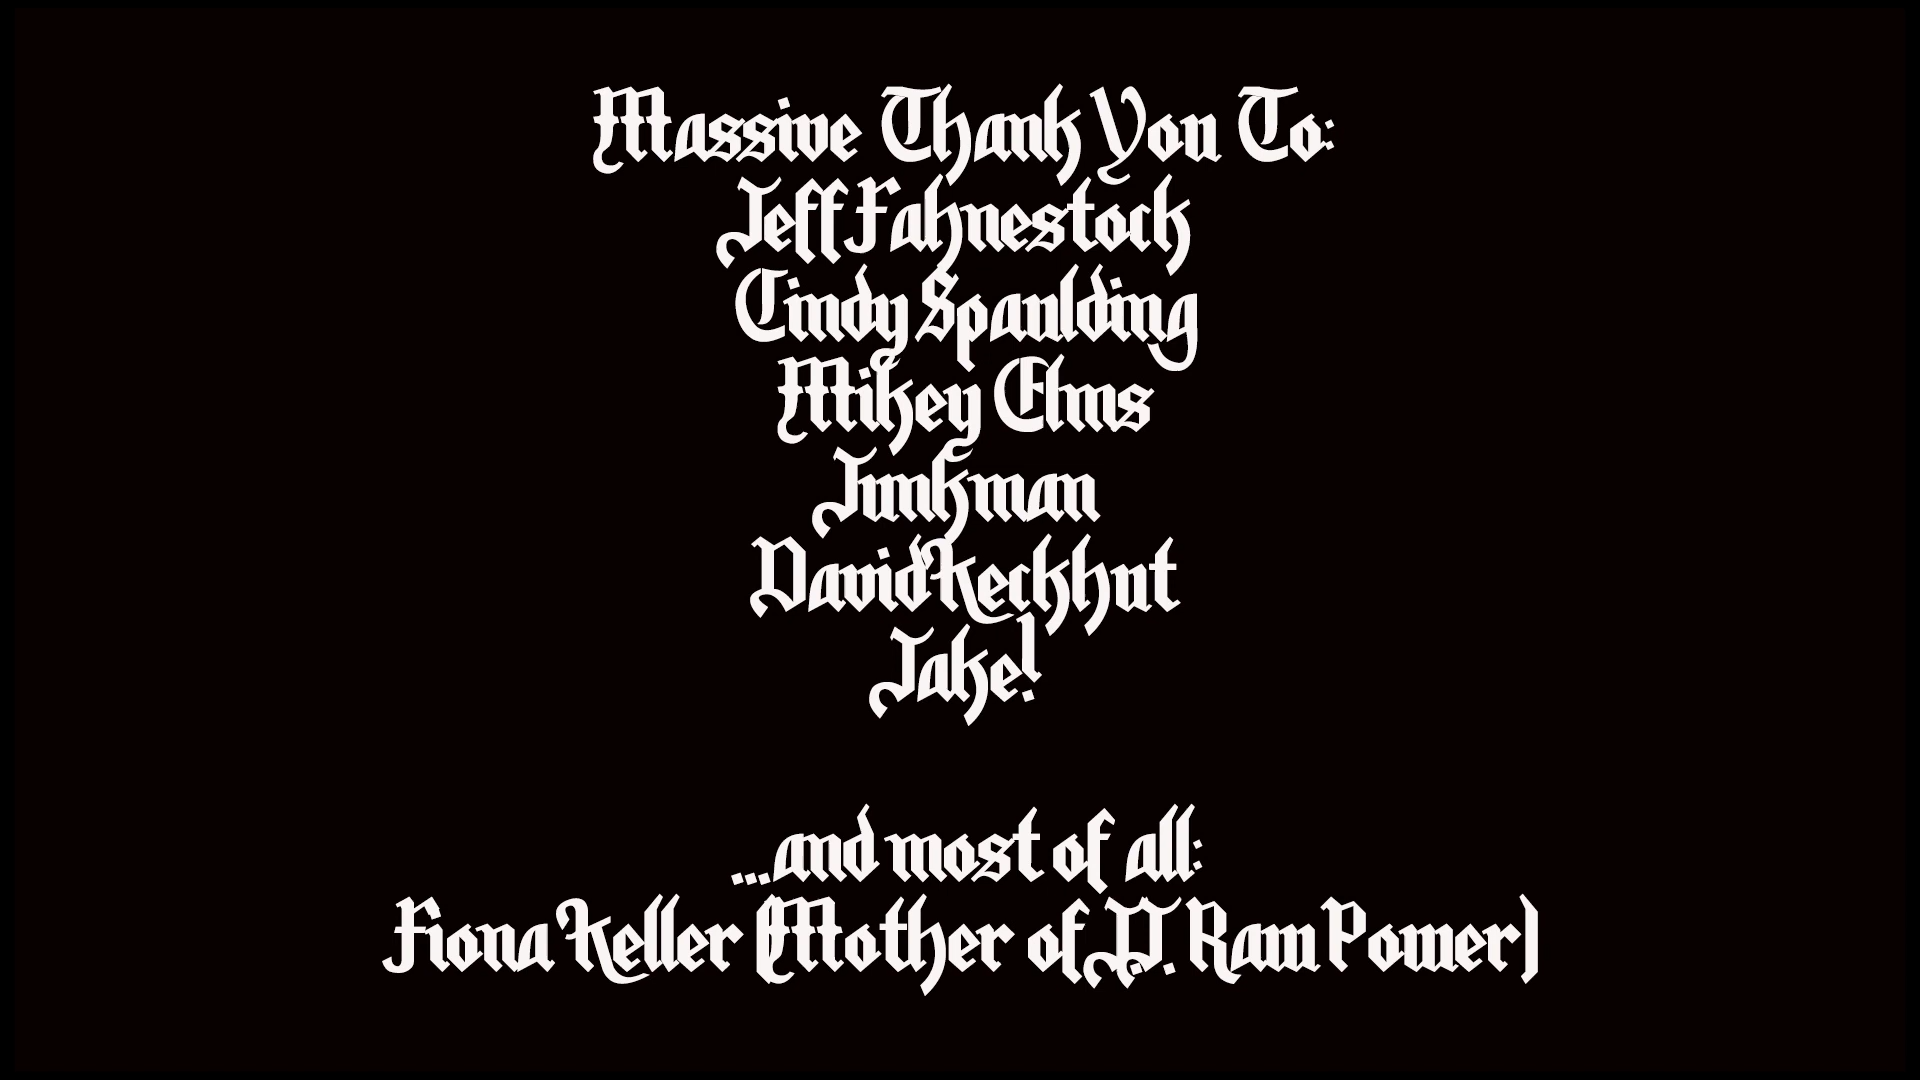 Massive Thank You To:
Jeff Fahnestock
Cindy Spaulding
Mikey Elms
Junkman
David Keckhut
Jake!
...and most of all:
Fiona Keller (Mother of D.J. Ram Power)